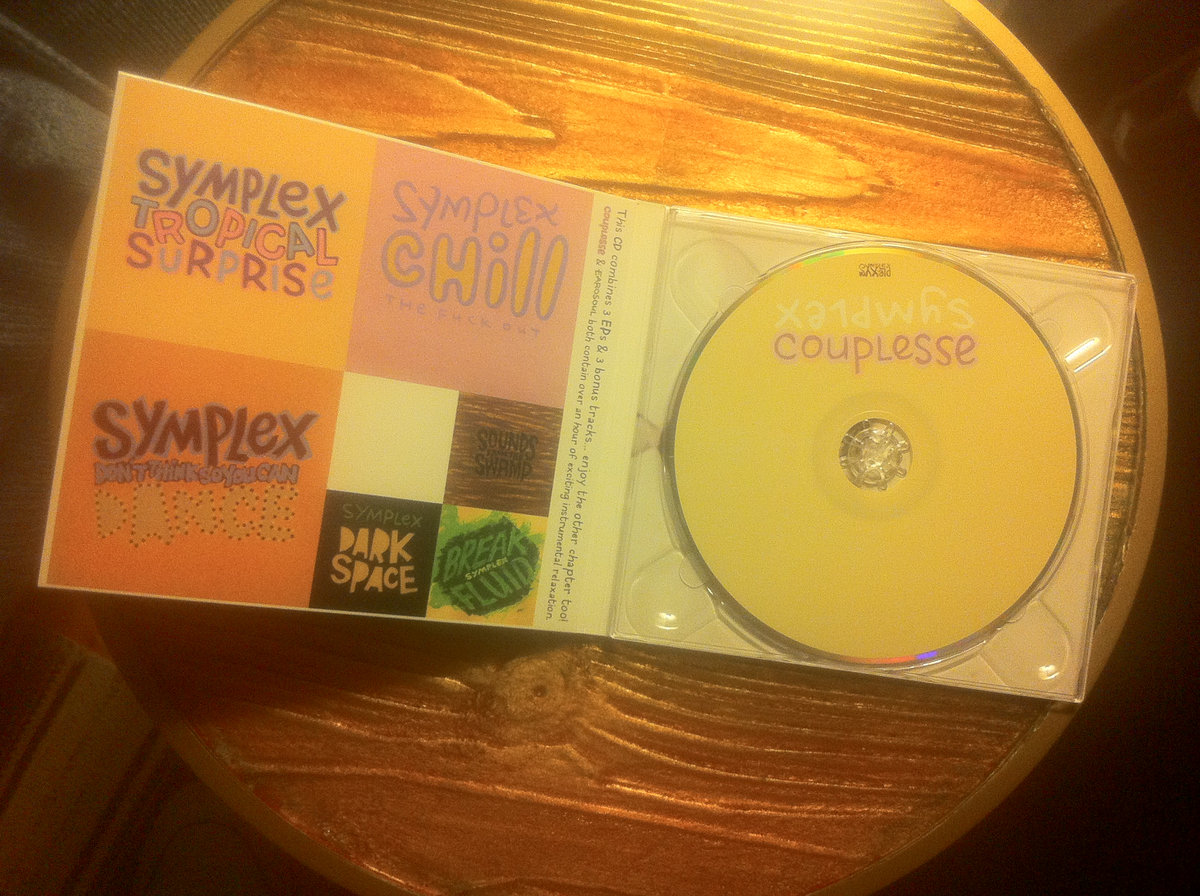 SYMPLEX
TROPICAL
SURPRISE
SYMPLEX
CHill
THE FUCK OUT
SYMPLEX
DON'T THINK SO YOU CAN
DANCE
SOUNDS
SWAMP
SYMPLEX
DARK
SPACE
BREAK
SYMPLEX
FLUID
This CD combines 3 EPs & 3 bonus tracks... enjoy the other chapter too!
COUPLESSE & EAROSOUL both contain over an hour of exciting instrumental relaxation.
symplex
COUPLESSE